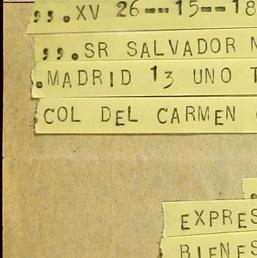 ;;.XV 26--15--18
;;.SR SALVADOR
.MADRID 13 UNO
;COL DEL CARMEN
EXPRES
BIENES